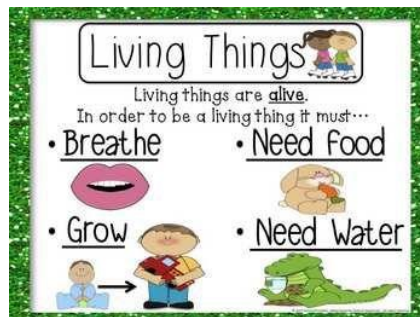 Living Things
Living things are alive.
In order to be a living thing it must...
• Breathe
• Need Food
• Grow
• Need Water